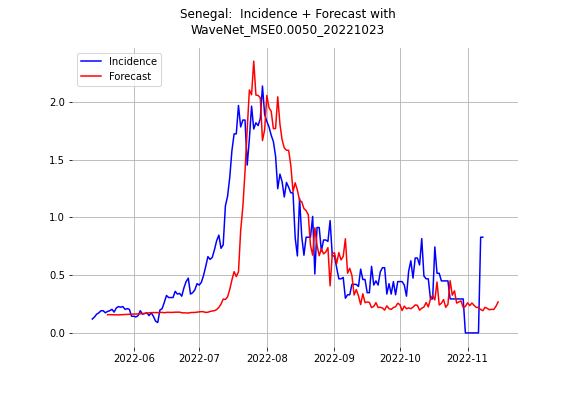 Senegal:  Incidence + Forecast with
WaveNet_MSE0.0050_20221023
Incidence
Forecast
2.0
1.5
1.0
0.5
0.0
2022-06 2022-07 2022-08 2022-09 2022-10 2022-11